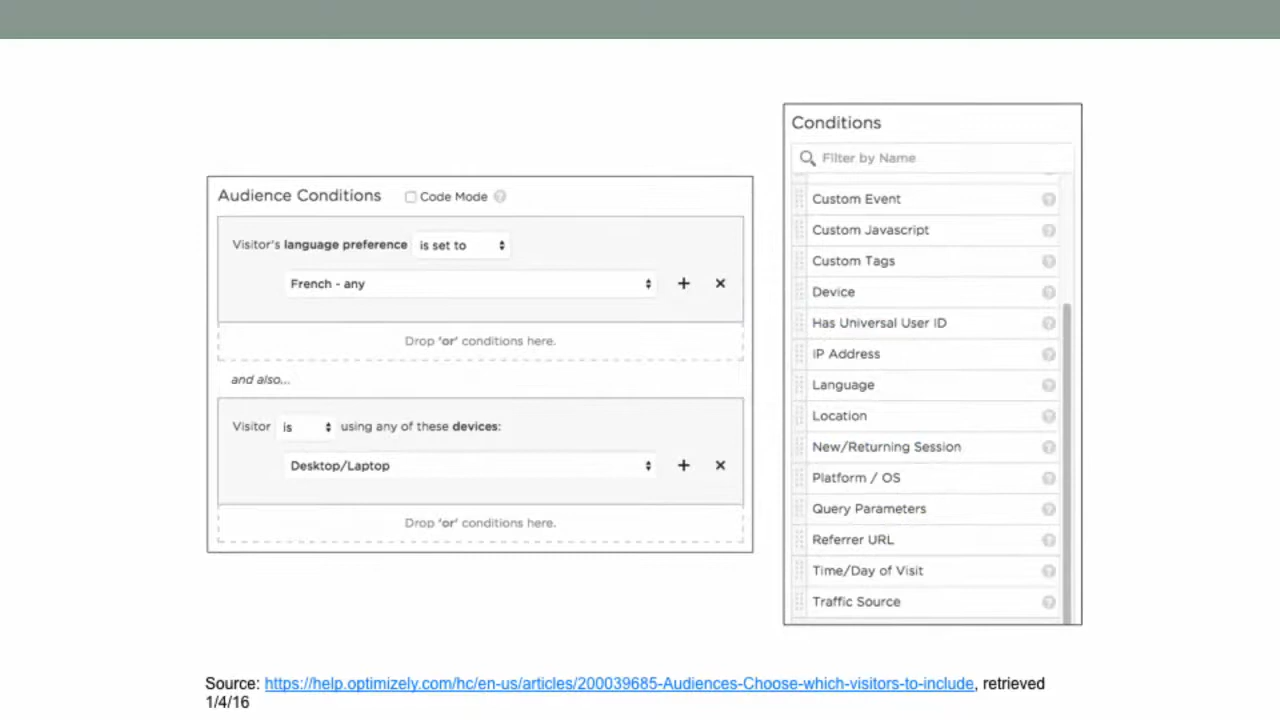 Audience Conditions Code Mode ?
Visitor's language preference is set to
French - any + ×
Drop 'or' conditions here.
and also...
Visitor is using any of these devices:
Desktop/Laptop + ×
Drop 'or' conditions here.
Conditions
Filter by Name
Custom Event ?
Custom Javascript ?
Custom Tags ?
Device ?
Has Universal User ID ?
IP Address ?
Language ?
Location ?
New/Returning Session ?
Platform / OS ?
Query Parameters ?
Referrer URL ?
Time/Day of Visit ?
Traffic Source ?
Source: https://help.optimizely.com/hc/en-us/articles/200039685-Audiences-Choose-which-visitors-to-include, retrieved
1/4/16